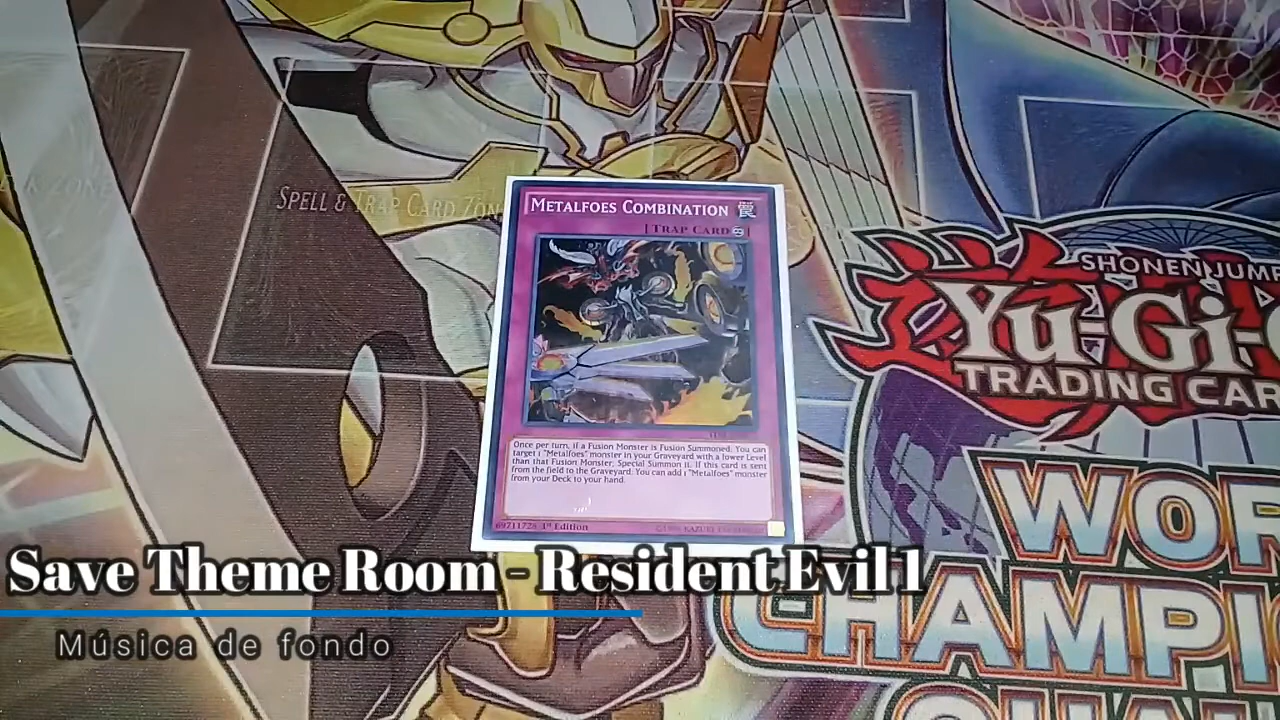 SPELL & TRAP CARD ZON
METALFOES COMBINATION
[TRAP CARD ]
Once per turn, if a Fusion Monster is Fusion Summoned: You can
target 1 "Metalfoes" monster in your Graveyard with a lower Level
than that Fusion Monster; Special Summon it. If this card is sent
from the field to the Graveyard: You can add 1 "Metalfoes" monster
from your Deck to your hand.
69711728 1st Edition
SHONEN JUMP
Yu-Gi-
TRADING CAR
WOR
CHAMPI
Save Theme Room - Resident Evil 1
Música de fondo